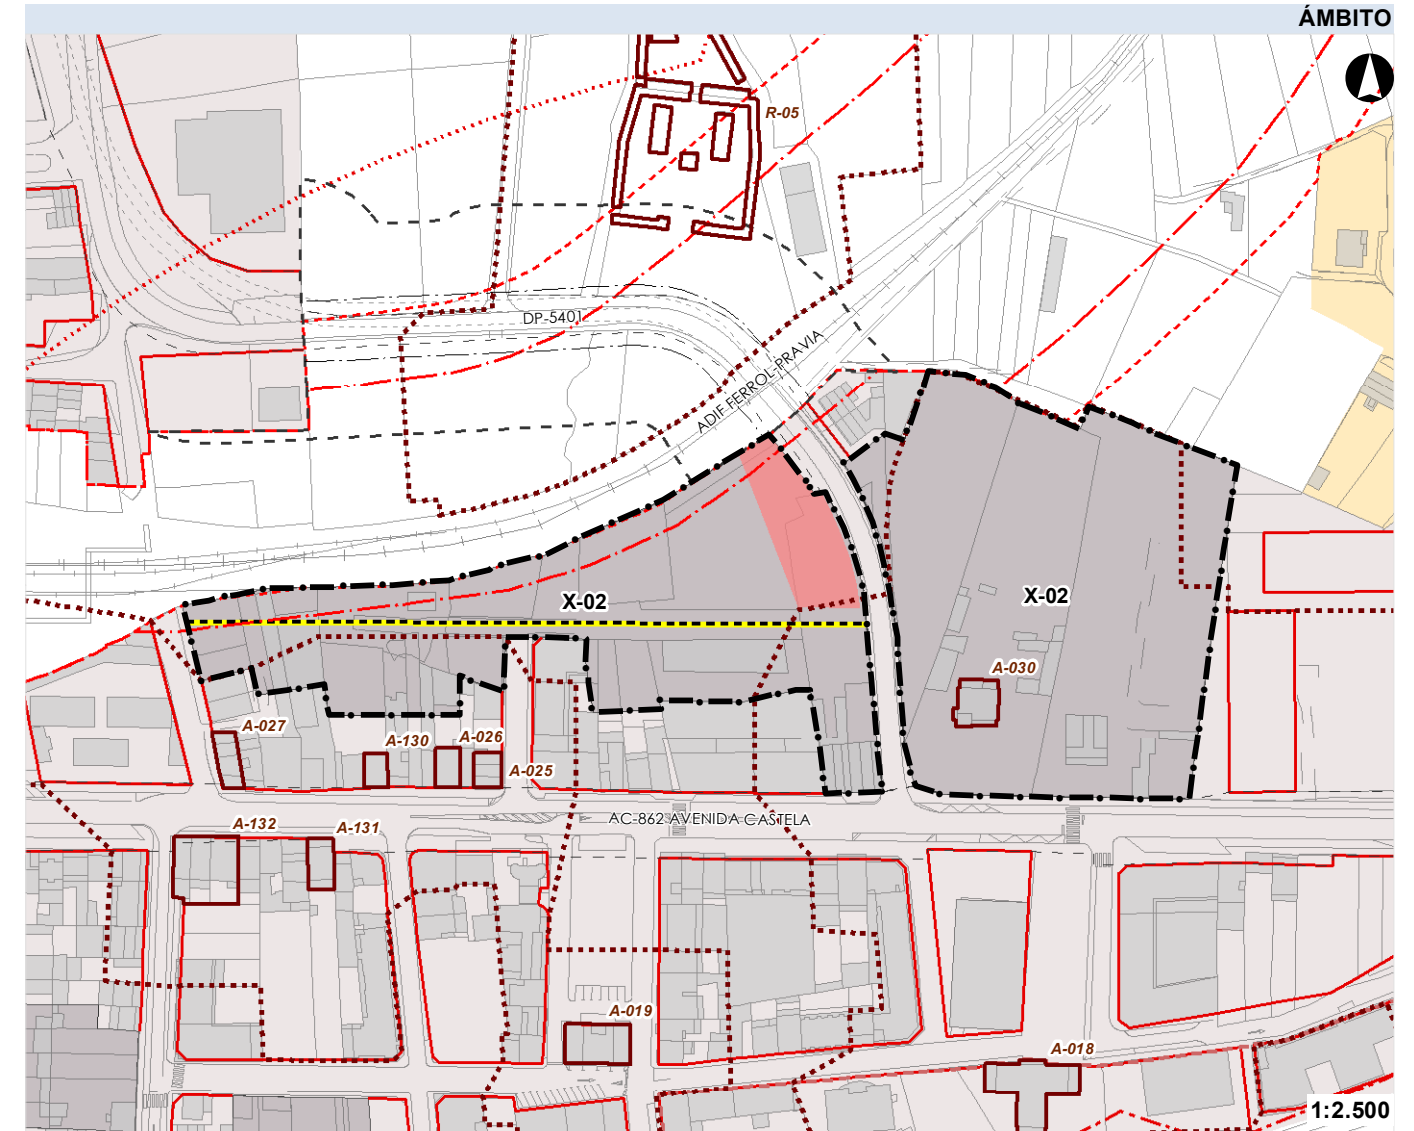 ÁMBITO
R-05
DP-5401
ADIF FERROL-PRAVIA
X-02
X-02
A-030
A-027
A-130
A-026
A-025
AC-862 AVENIDA CASTELA
A-132
A-131
A-019
A-018
1:2.500